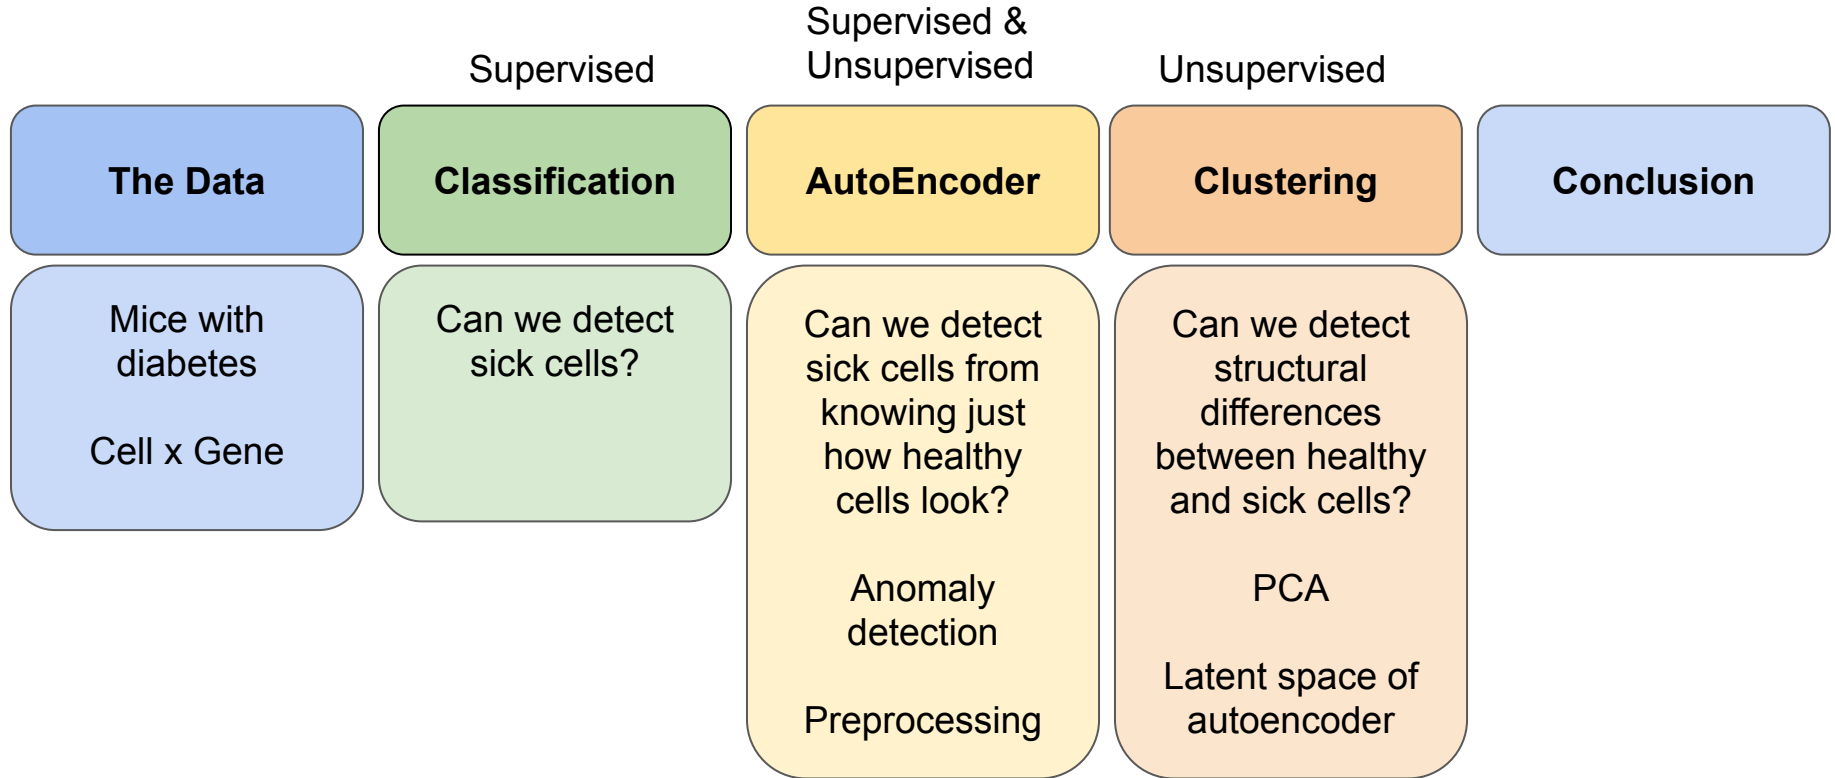 Supervised
Supervised &
Unsupervised
Unsupervised
The Data
Classification
AutoEncoder
Clustering
Conclusion
Mice with
diabetes
Cell x Gene
Can we detect
sick cells?
Can we detect
sick cells from
knowing just
how healthy
cells look?
Anomaly
detection
Preprocessing
Can we detect
structural
differences
between healthy
and sick cells?
PCA
Latent space of
autoencoder